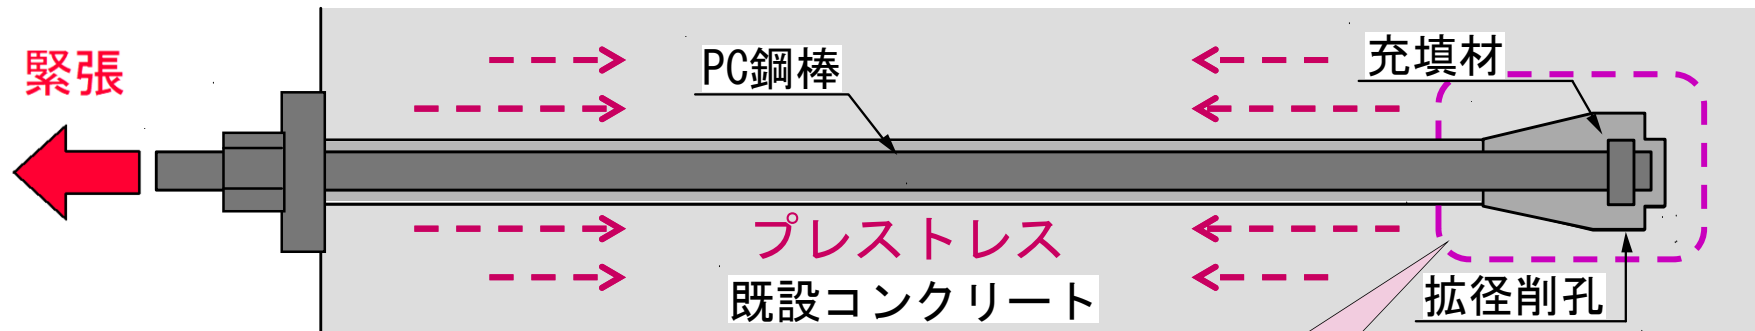 緊張
PC鋼棒
充填材
プレストレス
既設コンクリート
拡径削孔